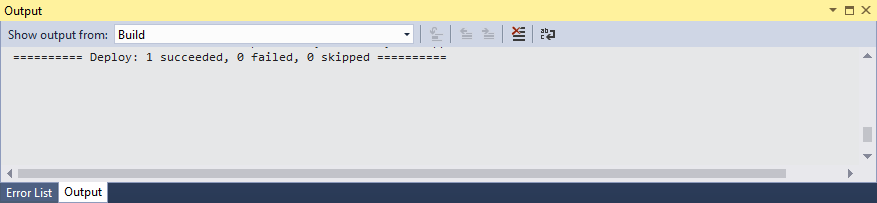 Output
Show output from: Build
========== Deploy: 1 succeeded, 0 failed, 0 skipped ==========
Error List Output